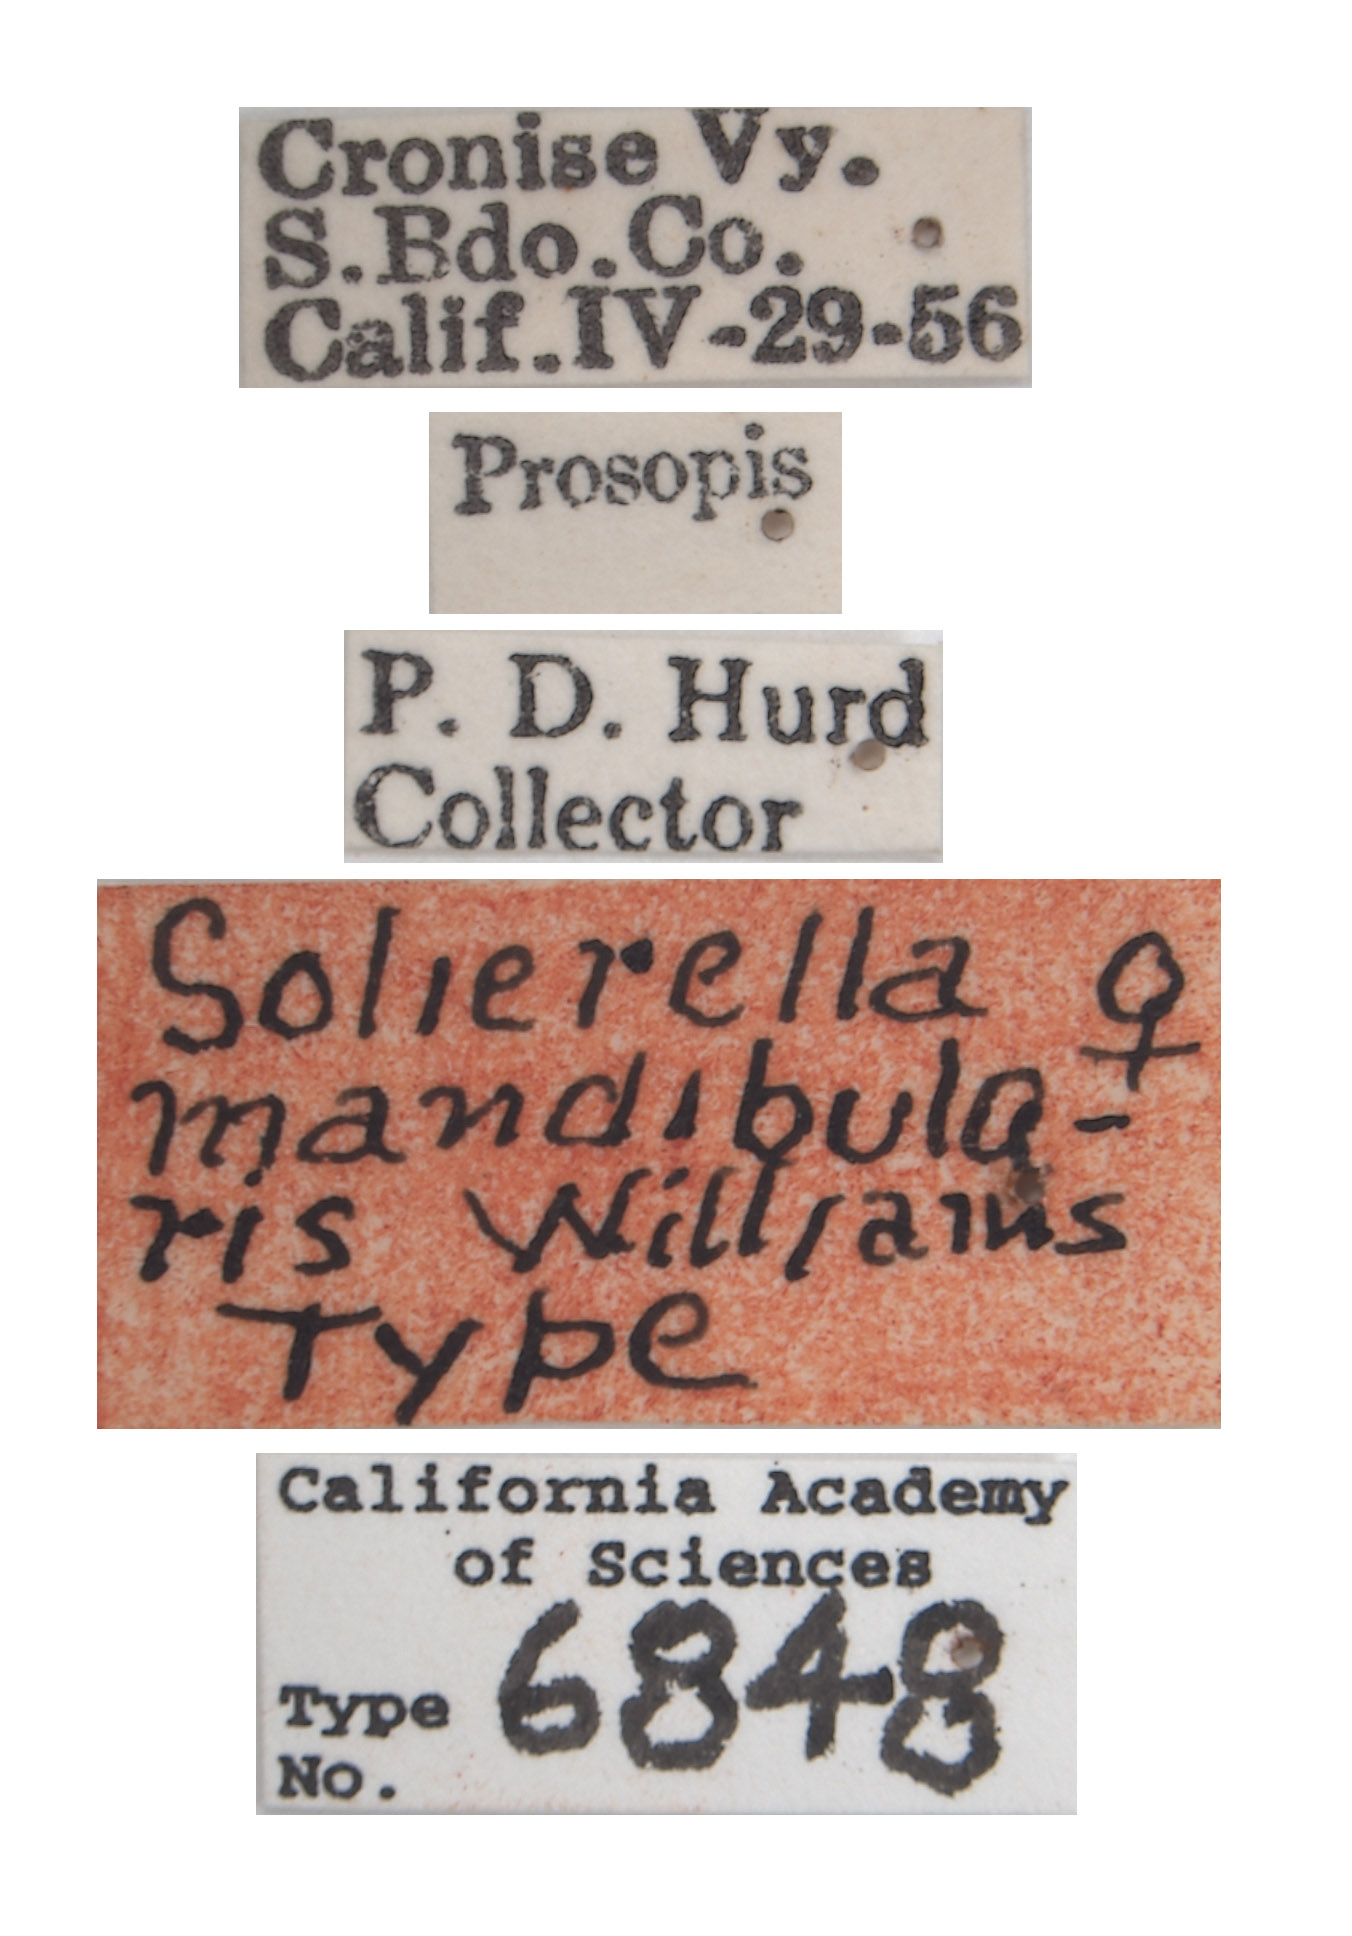 Cronise Vy.
S.Bdo.Co.
Calif.IV-29-56
Prosopis
P. D. Hurd
Collector
Solierella ♀
mandibula-
ris Williams
Type
California Academy
of Sciences
Type 6848
No.